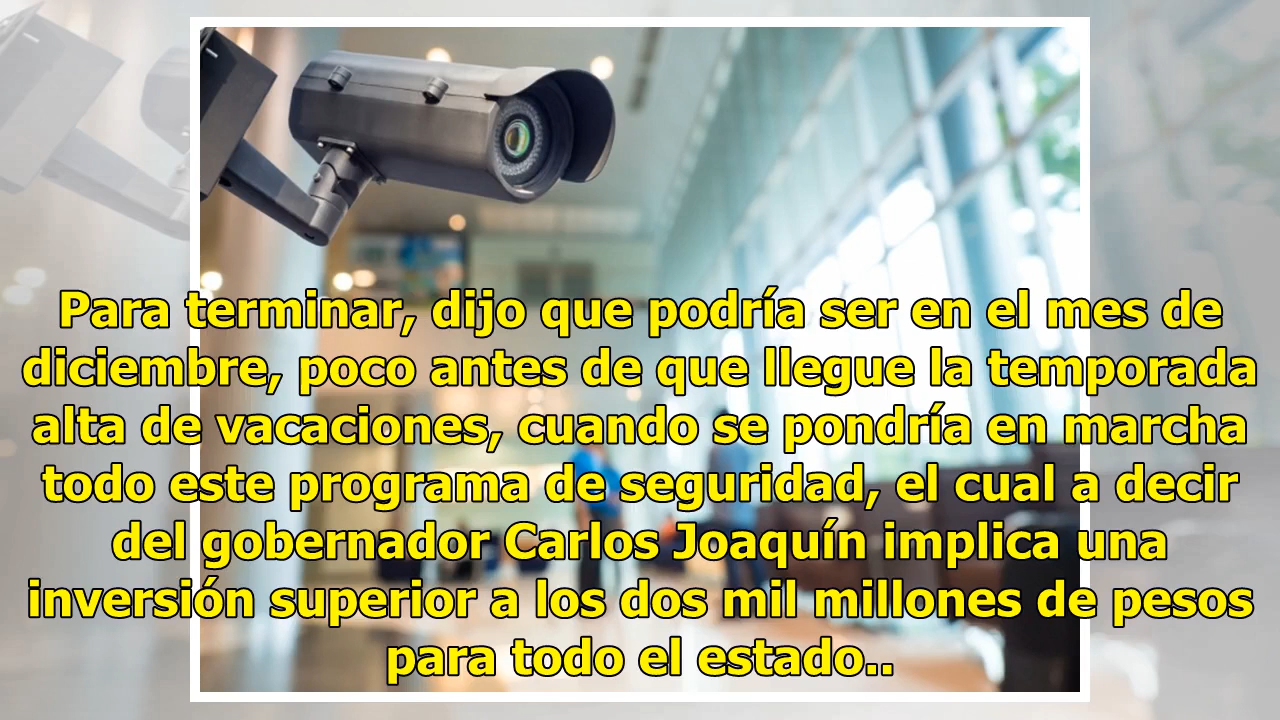 Para terminar, dijo que podría ser en el mes de
diciembre, poco antes de que llegue la temporada
alta de vacaciones, cuando se pondría en marcha
todo este programa de seguridad, el cual a decir
del gobernador Carlos Joaquín implica una
inversión superior a los dos mil millones de pesos
para todo el estado..